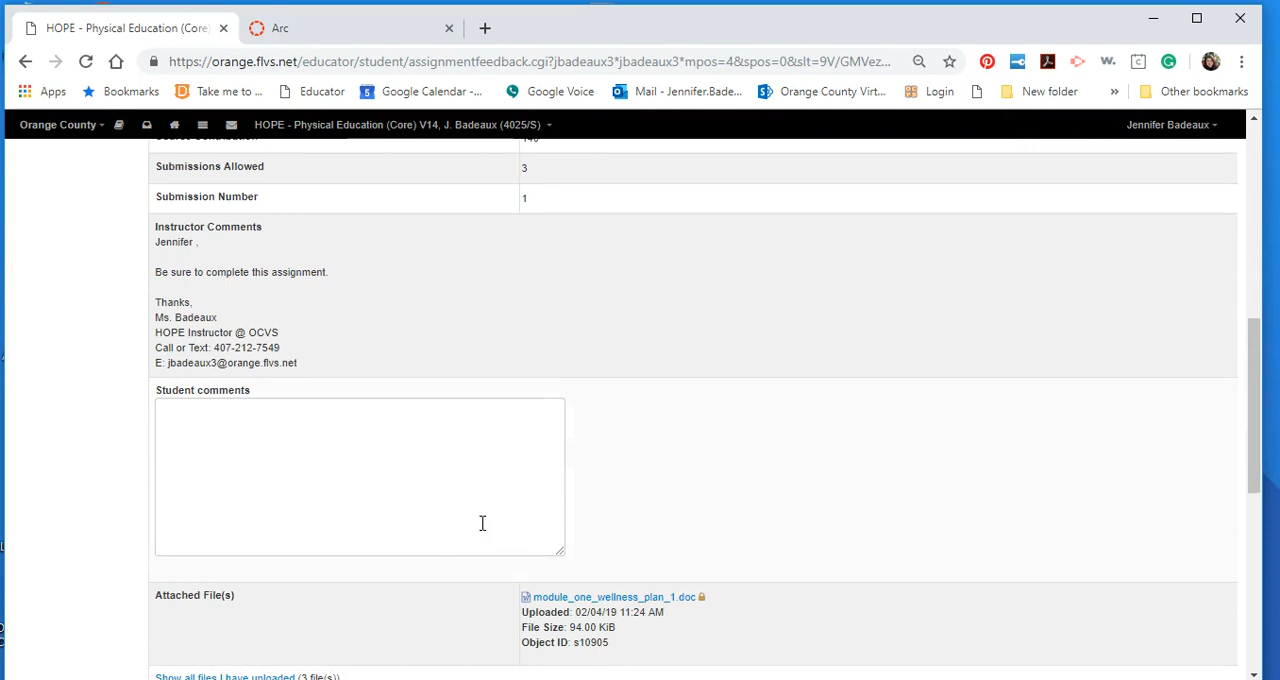 HOPE - Physical Education (Core)
Arc
https://orange.flvs.net/educator/student/assignmentfeedback.cgi?jbadeaux3*jbadeaux3*mpos=4&spos=0&slt=9V/GMVez...
Apps
Bookmarks
Take me to ...
Educator
Google Calendar -...
Google Voice
Mail - Jennifer.Bade...
Orange County Virt...
Login
New folder
»
Other bookmarks
Orange County
HOPE - Physical Education (Core) V14, J. Badeaux (4025/S)
Jennifer Badeaux
Submissions Allowed
3
Submission Number
1
Instructor Comments
Jennifer ,
Be sure to complete this assignment.
Thanks,
Ms. Badeaux
HOPE Instructor @ OCVS
Call or Text: 407-212-7549
E: jbadeaux3@orange.flvs.net
Student comments
Attached File(s)
module_one_wellness_plan_1.doc
Uploaded: 02/04/19 11:24 AM
File Size: 94.00 KiB
Object ID: s10905
Show all files I have uploaded (3 file(s))